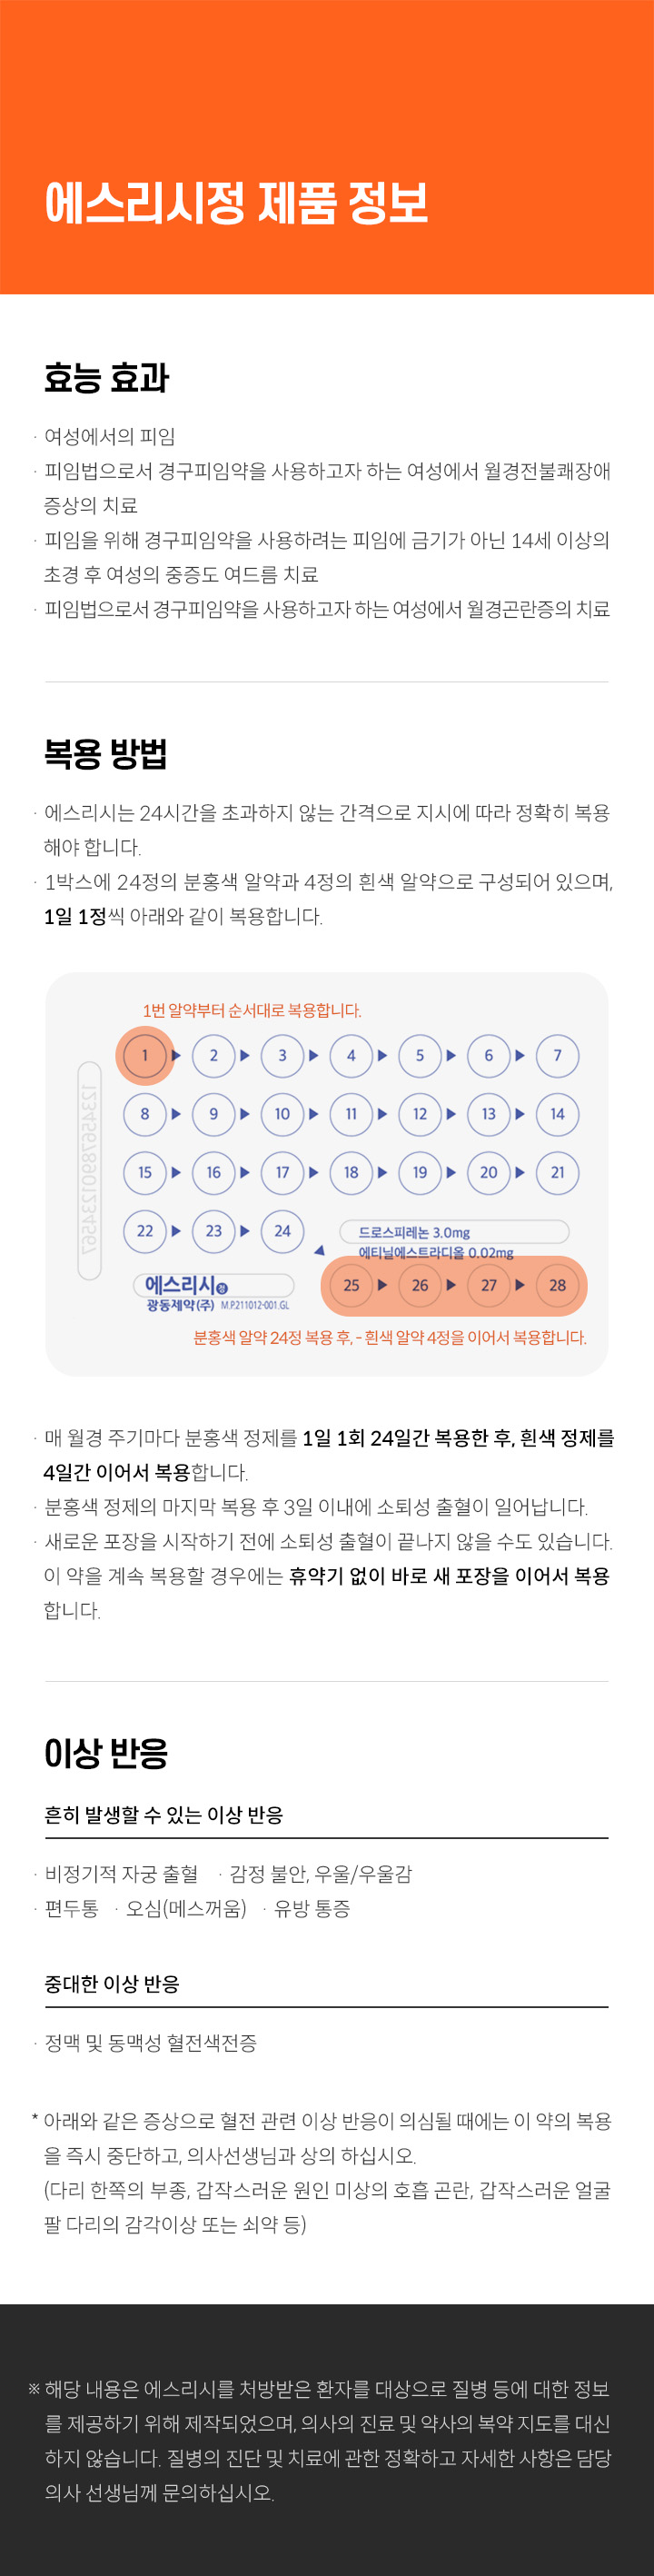 에스리시정 제품 정보
효능 효과
· 여성에서의 피임
· 피임법으로서 경구피임약을 사용하고자 하는 여성에서 월경전불쾌장애
증상의 치료
· 피임을 위해 경구피임약을 사용하려는 피임에 금기가 아닌 14세 이상의
초경 후 여성의 중증도 여드름 치료
· 피임법으로서 경구피임약을 사용하고자 하는 여성에서 월경곤란증의 치료
복용 방법
· 에스리시는 24시간을 초과하지 않는 간격으로 지시에 따라 정확히 복용
해야 합니다.
· 1박스에 24정의 분홍색 알약과 4정의 흰색 알약으로 구성되어 있으며,
1일 1정씩 아래와 같이 복용합니다.
1번 알약부터 순서대로 복용합니다.
1 ▶ 2 ▶ 3 ▶ 4 ▶ 5 ▶ 6 ▶ 7
8 ▶ 9 ▶ 10 ▶ 11 ▶ 12 ▶ 13 ▶ 14
15 ▶ 16 ▶ 17 ▶ 18 ▶ 19 ▶ 20 ▶ 21
22 ▶ 23 ▶ 24
12345678901234567
드로스피레논 3.0mg
에티닐에스트라디올 0.02mg
에스리시정
광동제약(주) M.P.211012-001.GL
25 ▶ 26 ▶ 27 ▶ 28
분홍색 알약 24정 복용 후, - 흰색 알약 4정을 이어서 복용합니다.
· 매 월경 주기마다 분홍색 정제를 1일 1회 24일간 복용한 후, 흰색 정제를
4일간 이어서 복용합니다.
· 분홍색 정제의 마지막 복용 후 3일 이내에 소퇴성 출혈이 일어납니다.
· 새로운 포장을 시작하기 전에 소퇴성 출혈이 끝나지 않을 수도 있습니다.
이 약을 계속 복용할 경우에는 휴약기 없이 바로 새 포장을 이어서 복용
합니다.
이상 반응
흔히 발생할 수 있는 이상 반응
· 비정기적 자궁 출혈 · 감정 불안, 우울/우울감
· 편두통 · 오심(메스꺼움) · 유방 통증
중대한 이상 반응
· 정맥 및 동맥성 혈전색전증
* 아래와 같은 증상으로 혈전 관련 이상 반응이 의심될 때에는 이 약의 복용
을 즉시 중단하고, 의사선생님과 상의 하십시오.
(다리 한쪽의 부종, 갑작스러운 원인 미상의 호흡 곤란, 갑작스러운 얼굴
팔 다리의 감각이상 또는 쇠약 등)
※ 해당 내용은 에스리시를 처방받은 환자를 대상으로 질병 등에 대한 정보
를 제공하기 위해 제작되었으며, 의사의 진료 및 약사의 복약 지도를 대신
하지 않습니다. 질병의 진단 및 치료에 관한 정확하고 자세한 사항은 담당
의사 선생님께 문의하십시오.